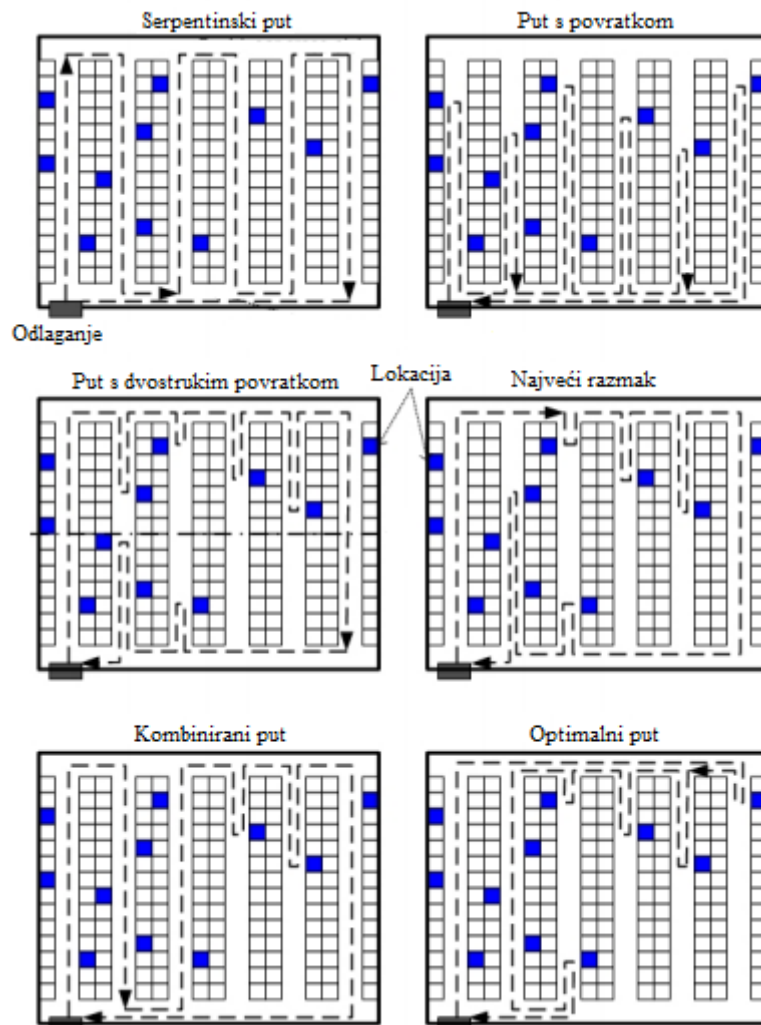 Serpentinski put
Put s povratkom
Odlaganje
Put s dvostrukim povratkom
Lokacija
Najveći razmak
Kombinirani put
Optimalni put